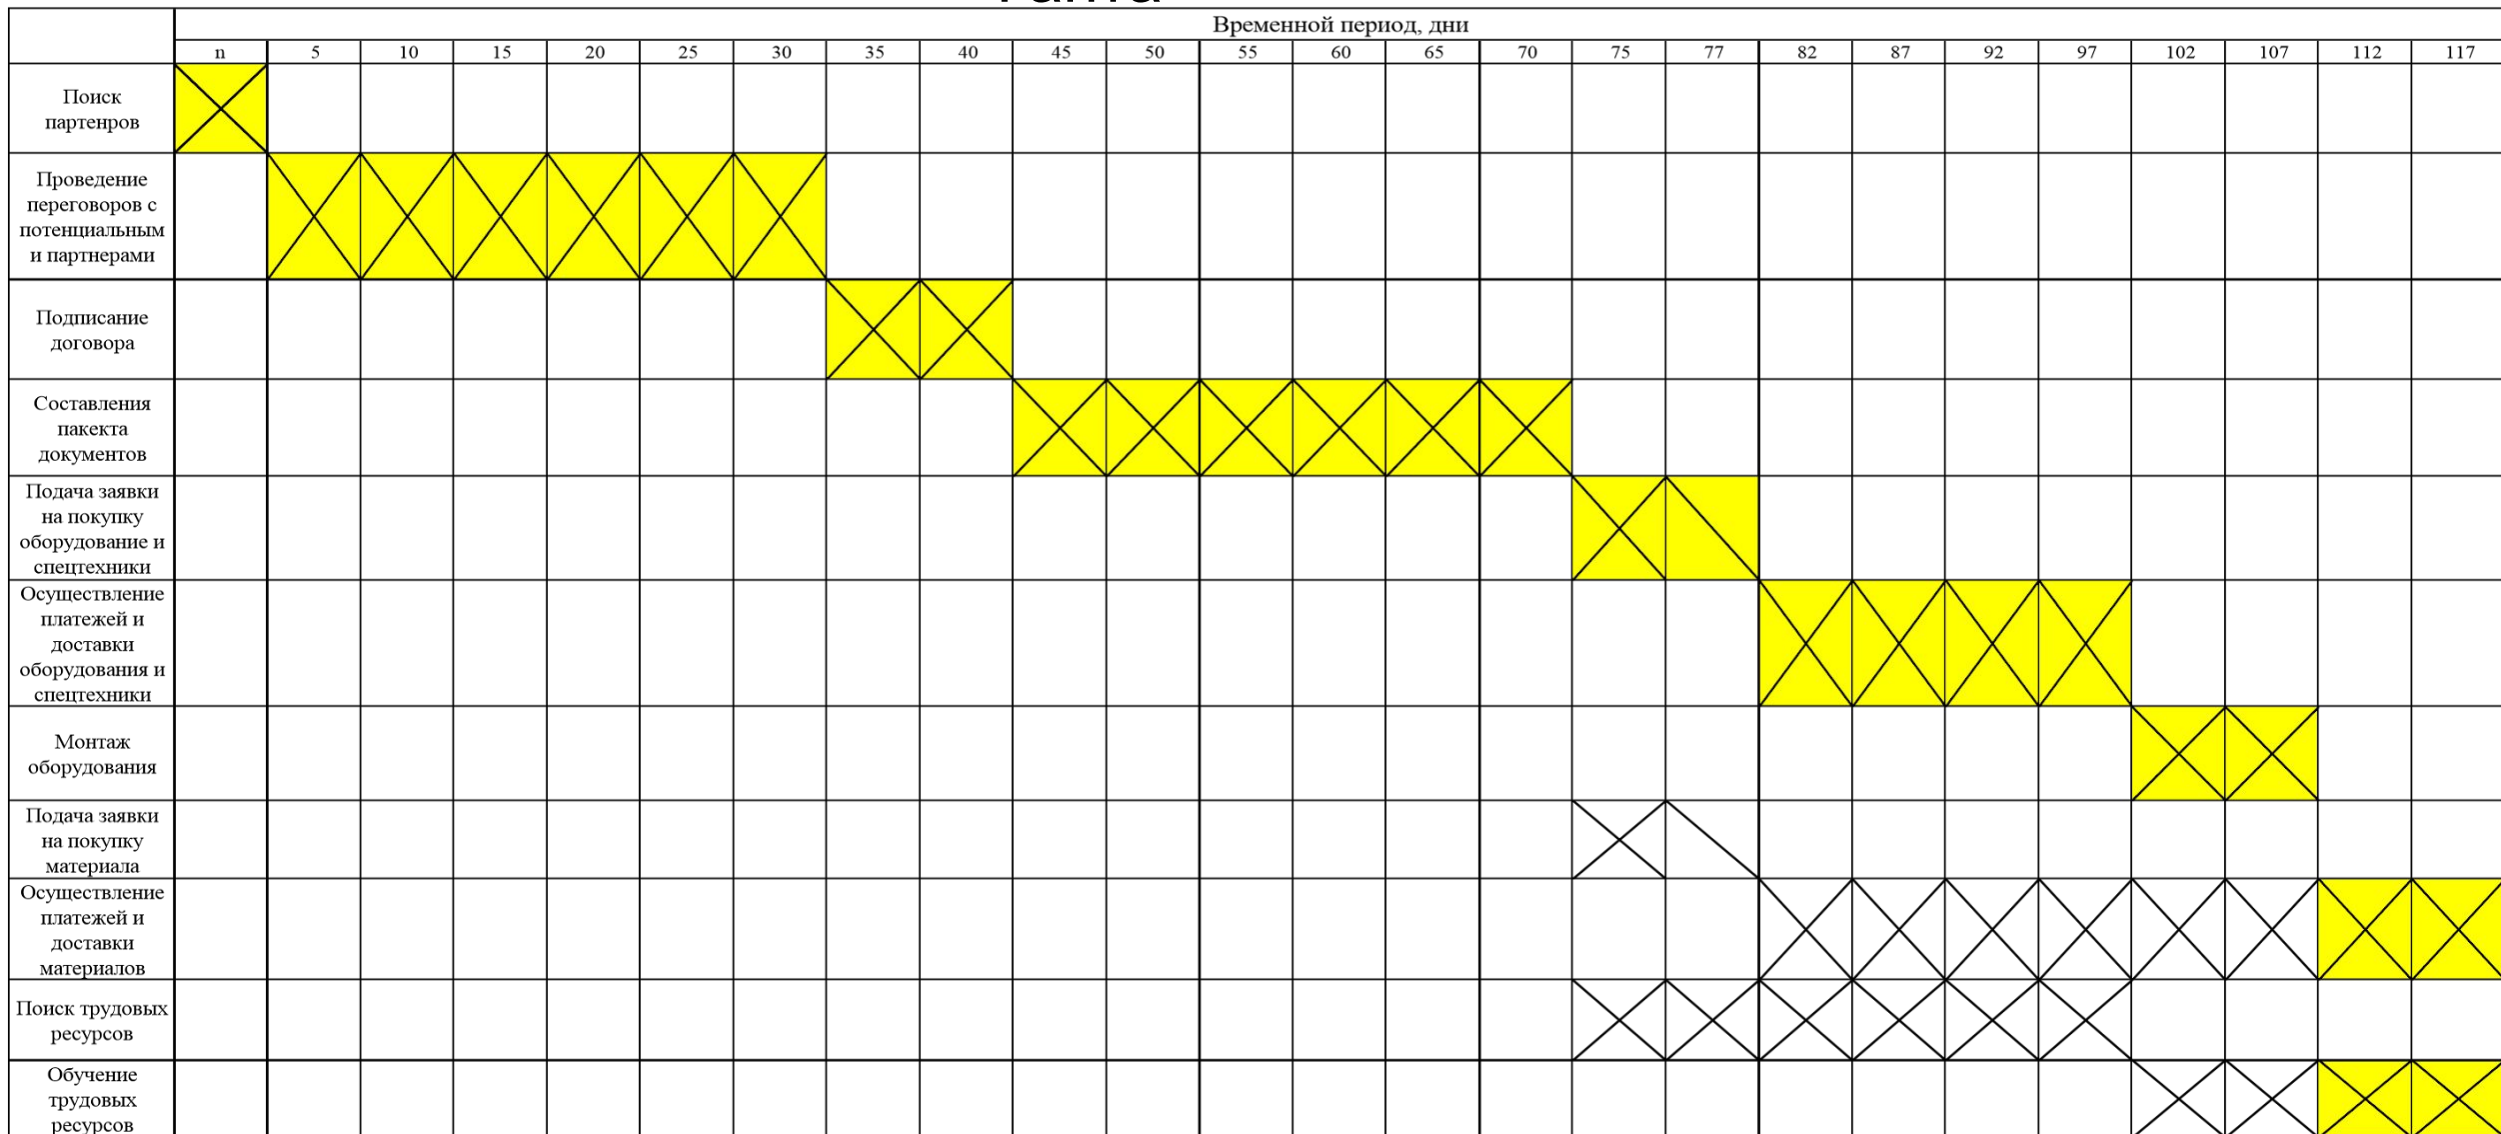 Временной период, дни
n 5 10 15 20 25 30 35 40 45 50 55 60 65 70 75 77 82 87 92 97 102 107 112 117
Поиск
партенров
Проведение
переговоров с
потенциальным
и партнерами
Подписание
договора
Составления
пакекта
документов
Подача заявки
на покупку
оборудование и
спецтехники
Осуществление
платежей и
доставки
оборудования и
спецтехники
Монтаж
оборудования
Подача заявки
на покупку
материала
Осуществление
платежей и
доставки
материалов
Поиск трудовых
ресурсов
Обучение
трудовых
ресурсов